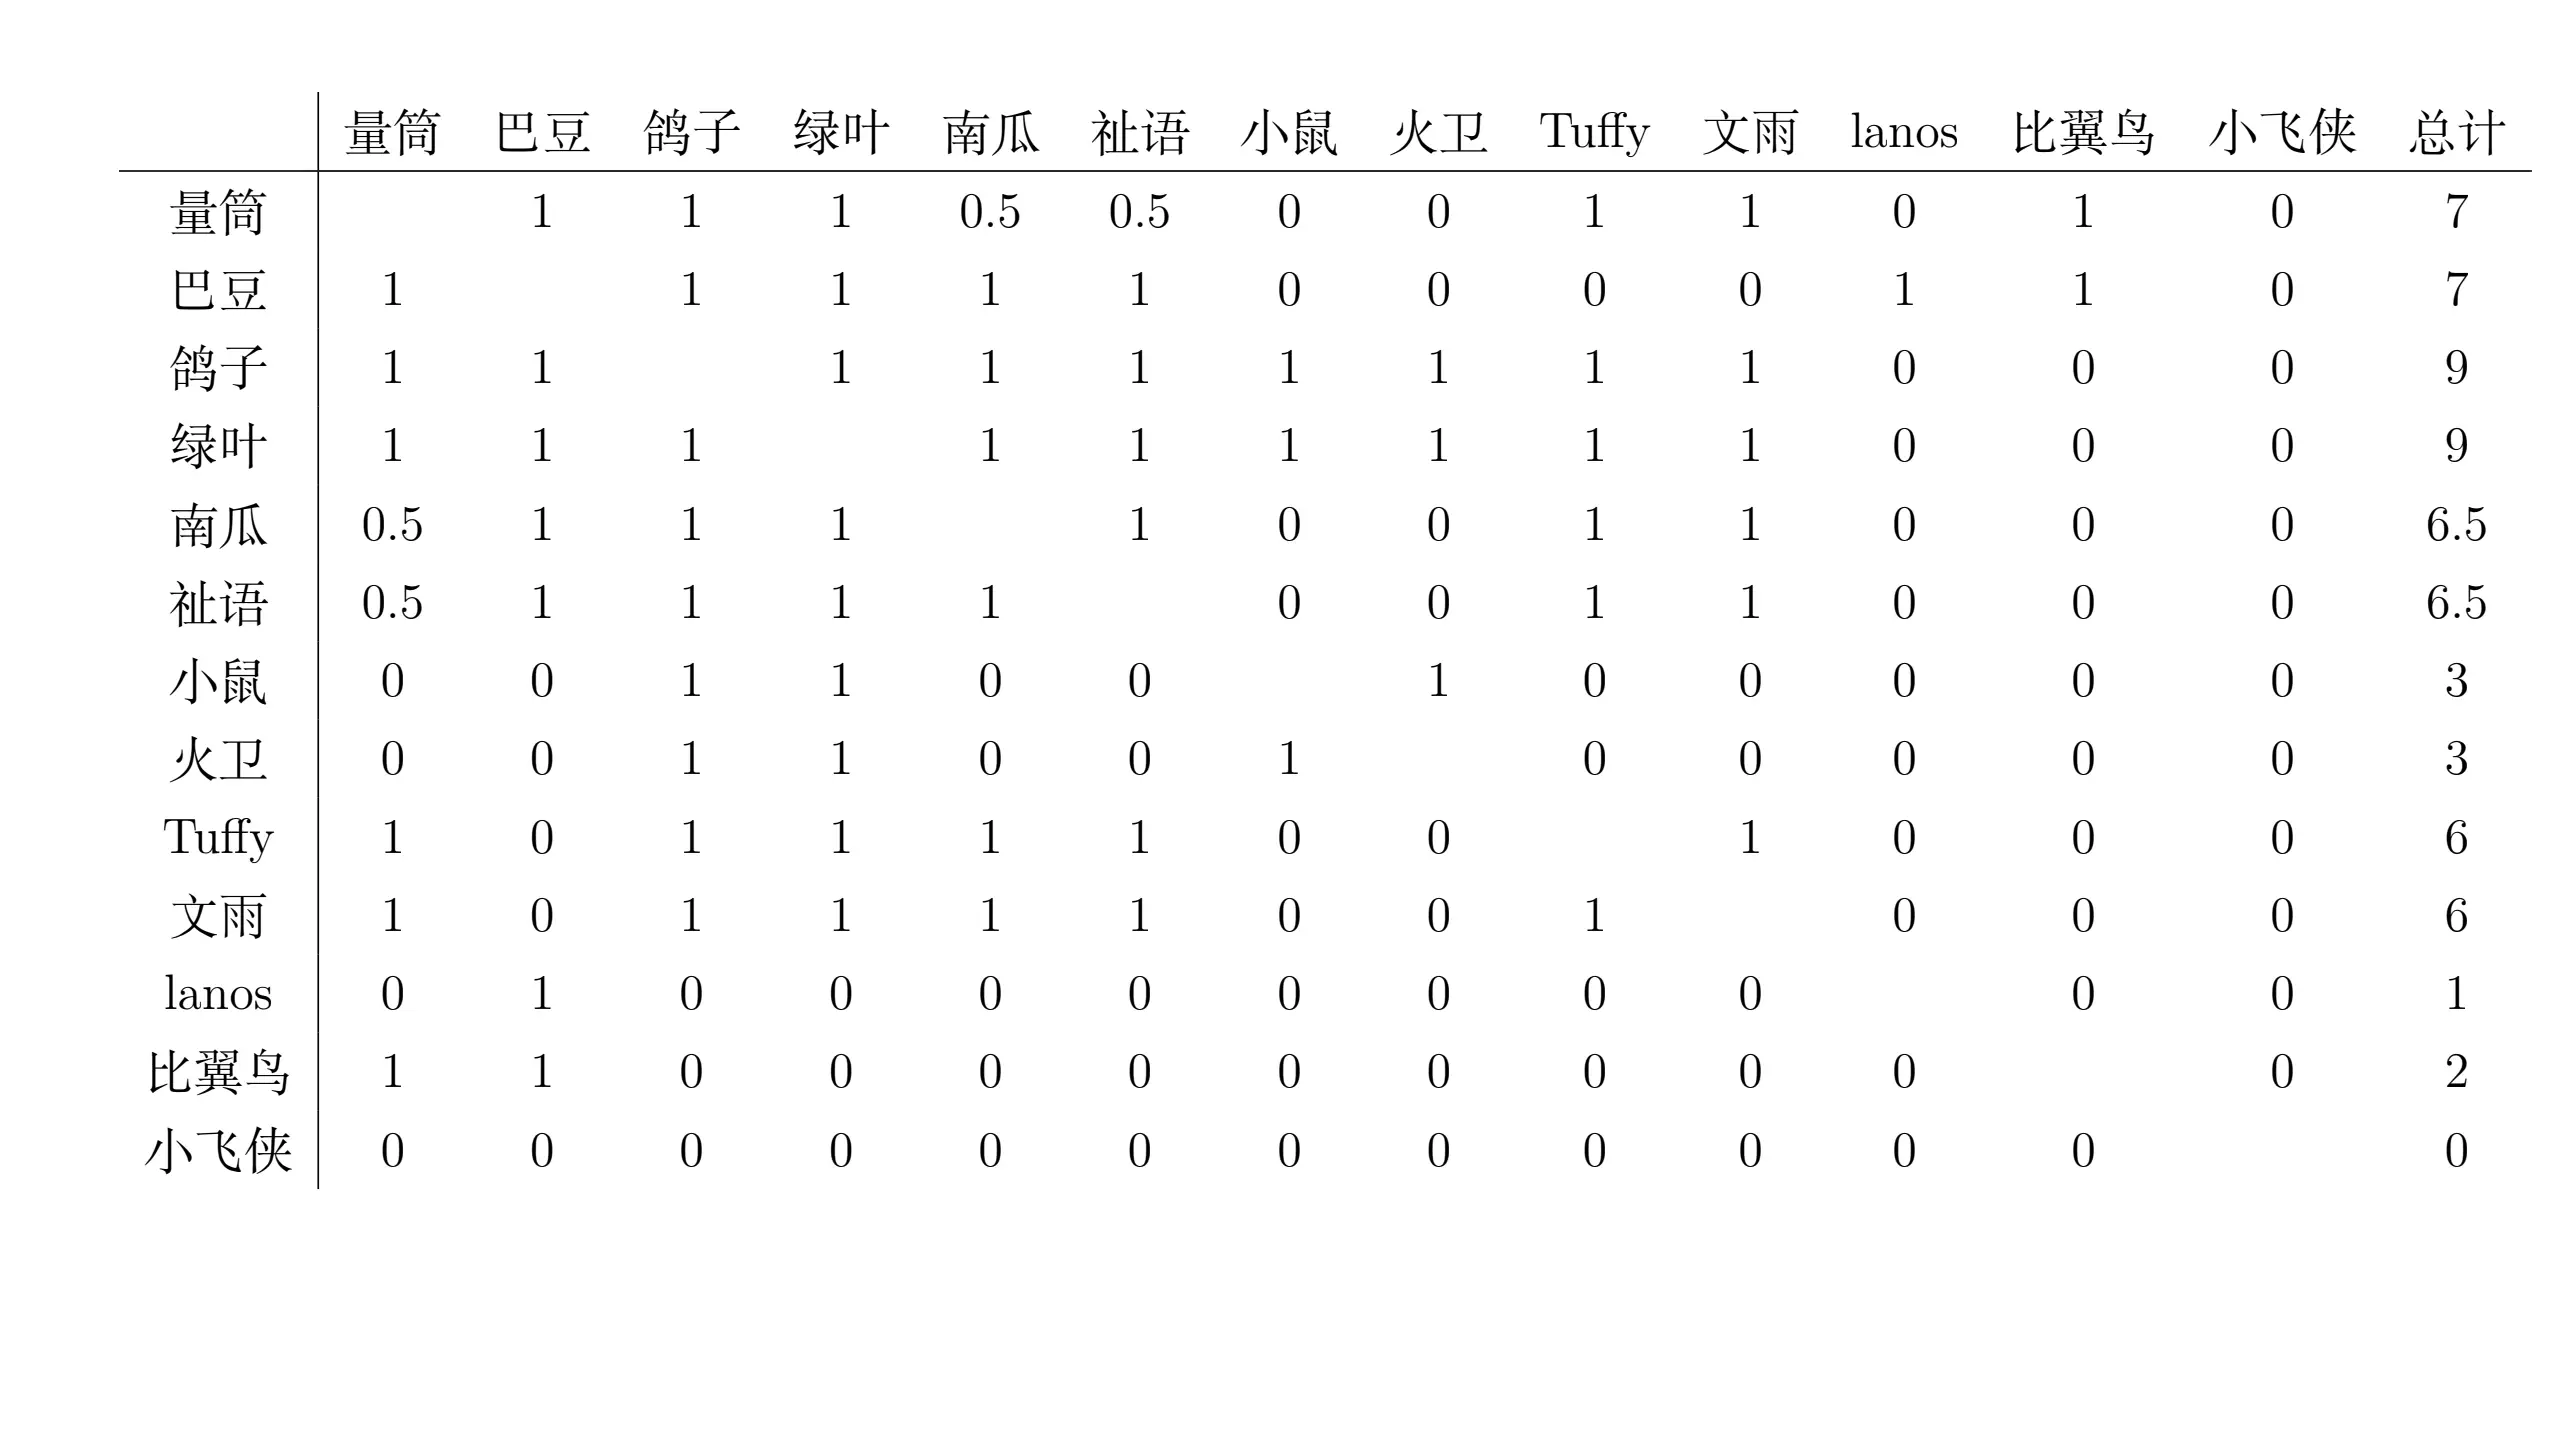 量筒 巴豆 鸽子 绿叶 南瓜 祉语 小鼠 火卫 Tuffy 文雨 lanos 比翼鸟 小飞侠 总计
量筒 1 1 1 0.5 0.5 0 0 1 1 0 1 0 7
巴豆 1 1 1 1 1 0 0 0 0 1 1 0 7
鸽子 1 1 1 1 1 1 1 1 1 0 0 0 9
绿叶 1 1 1 1 1 1 1 1 1 0 0 0 9
南瓜 0.5 1 1 1 1 0 0 1 1 0 0 0 6.5
祉语 0.5 1 1 1 1 0 0 1 1 0 0 0 6.5
小鼠 0 0 1 1 0 0 1 0 0 0 0 0 3
火卫 0 0 1 1 0 0 1 0 0 0 0 0 3
Tuffy 1 0 1 1 1 1 0 0 1 0 0 0 6
文雨 1 0 1 1 1 1 0 0 1 0 0 0 6
lanos 0 1 0 0 0 0 0 0 0 0 0 0 1
比翼鸟 1 1 0 0 0 0 0 0 0 0 0 0 2
小飞侠 0 0 0 0 0 0 0 0 0 0 0 0 0